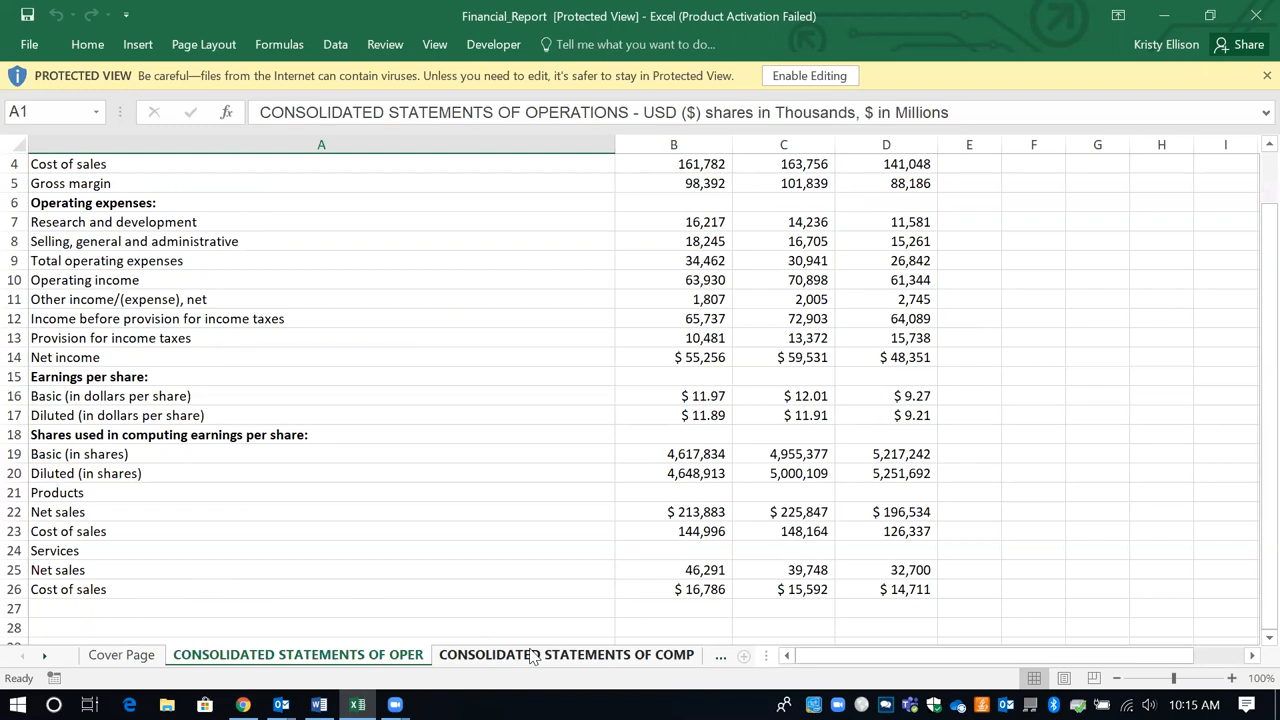 Financial_Report [Protected View] - Excel (Product Activation Failed)
File Home Insert Page Layout Formulas Data Review View Developer Tell me what you want to do... Kristy Ellison Share
PROTECTED VIEW Be careful—files from the Internet can contain viruses. Unless you need to edit, it's safer to stay in Protected View. Enable Editing
A1 fx CONSOLIDATED STATEMENTS OF OPERATIONS - USD ($) shares in Thousands, $ in Millions
A B C D E F G H I
4 Cost of sales 161,782 163,756 141,048
5 Gross margin 98,392 101,839 88,186
6 Operating expenses:
7 Research and development 16,217 14,236 11,581
8 Selling, general and administrative 18,245 16,705 15,261
9 Total operating expenses 34,462 30,941 26,842
10 Operating income 63,930 70,898 61,344
11 Other income/(expense), net 1,807 2,005 2,745
12 Income before provision for income taxes 65,737 72,903 64,089
13 Provision for income taxes 10,481 13,372 15,738
14 Net income $ 55,256 $ 59,531 $ 48,351
15 Earnings per share:
16 Basic (in dollars per share) $ 11.97 $ 12.01 $ 9.27
17 Diluted (in dollars per share) $ 11.89 $ 11.91 $ 9.21
18 Shares used in computing earnings per share:
19 Basic (in shares) 4,617,834 4,955,377 5,217,242
20 Diluted (in shares) 4,648,913 5,000,109 5,251,692
21 Products
22 Net sales $ 213,883 $ 225,847 $ 196,534
23 Cost of sales 144,996 148,164 126,337
24 Services
25 Net sales 46,291 39,748 32,700
26 Cost of sales $ 16,786 $ 15,592 $ 14,711
27
28
Cover Page CONSOLIDATED STATEMENTS OF OPER CONSOLIDATED STATEMENTS OF COMP ...
Ready 100%
10:15 AM